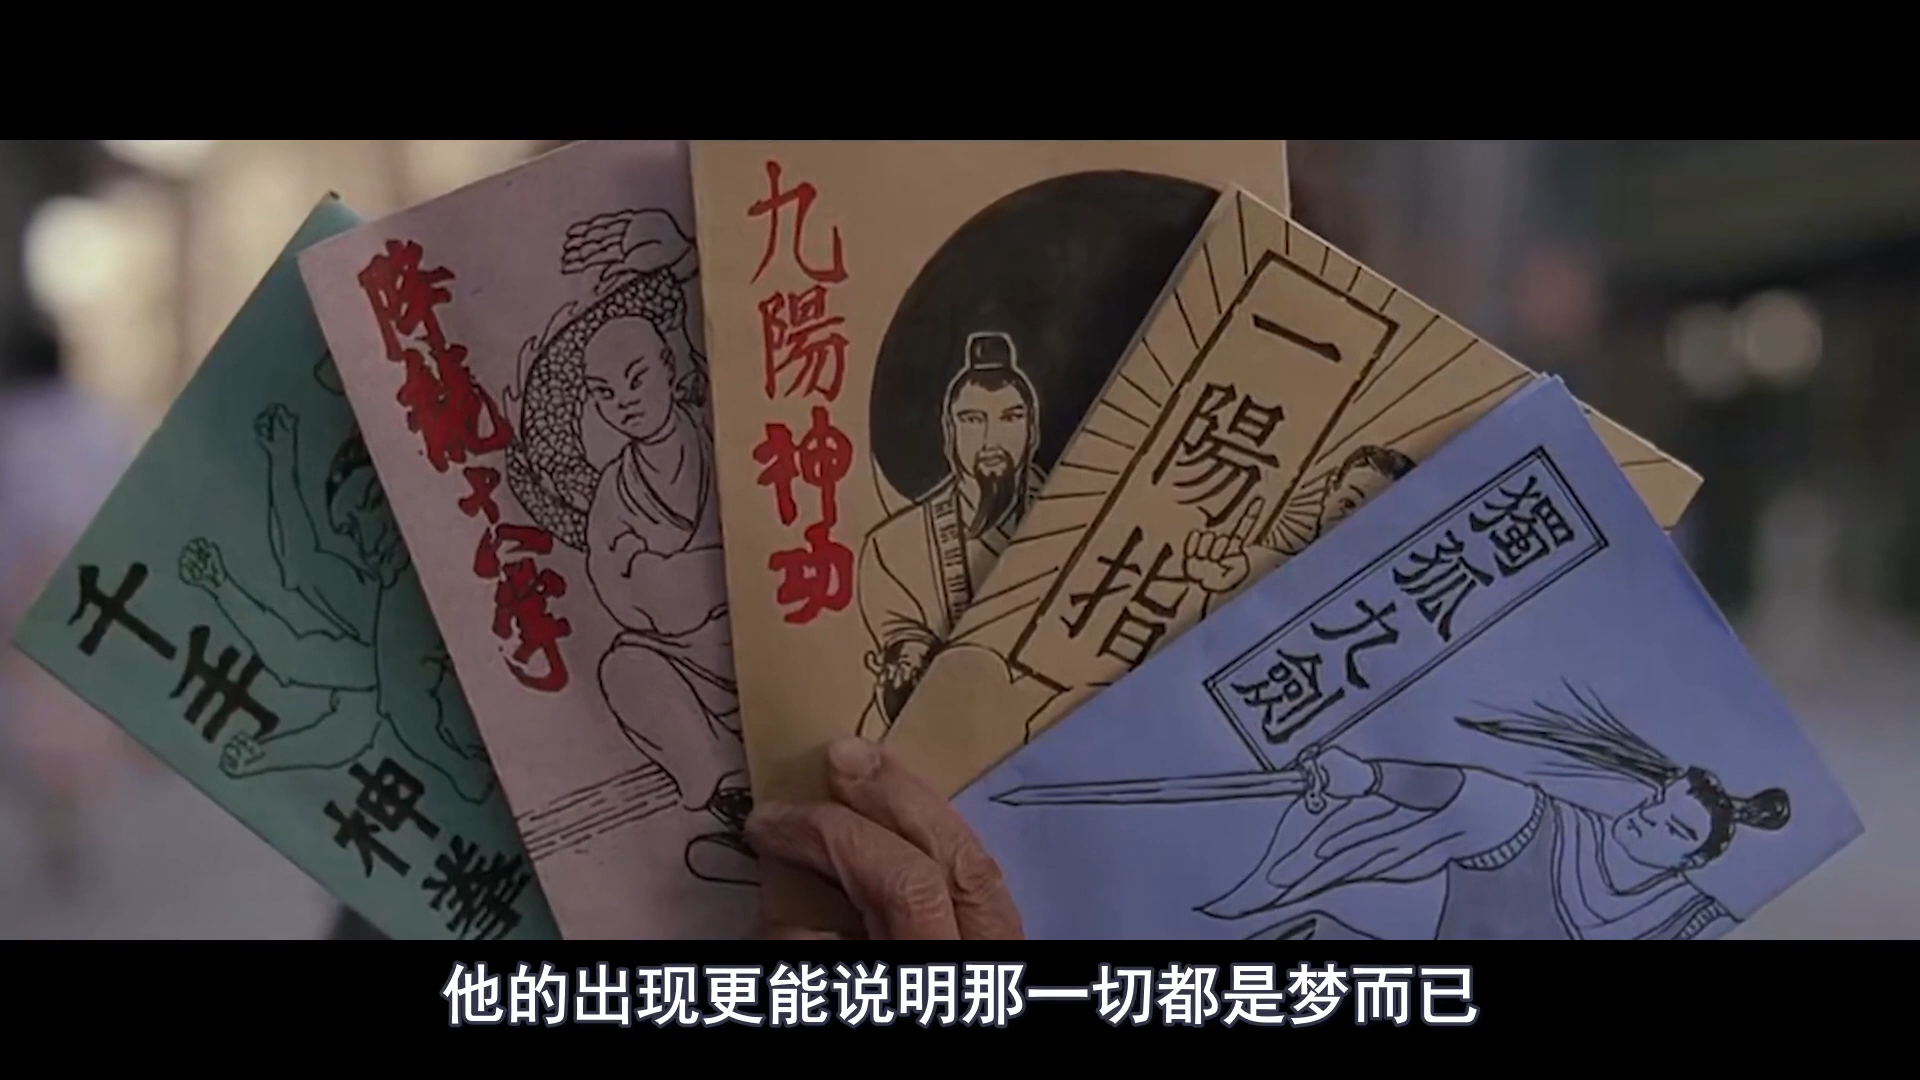 千手神拳
降龍十八掌
九陽神功
一陽指
獨孤九劍
他的出现更能说明那一切都是梦而已